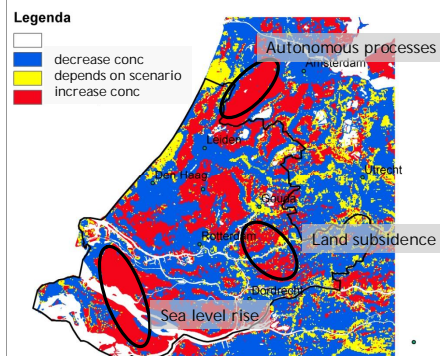 Legenda
decrease conc
depends on scenario
increase conc
Autonomous processes
Amsterdam
Leiden
Den Haag
Utrecht
Gouda
Rotterdam
Land subsidence
Dordrecht
Sea level rise